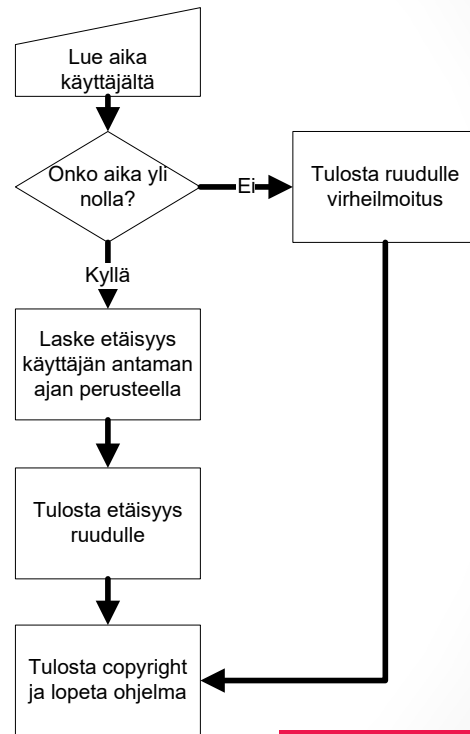 Lue aika
käyttäjältä
Onko aika yli
nolla?
Ei
Tulosta ruudulle
virheilmoitus
Kyllä
Laske etäisyys
käyttäjän antaman
ajan perusteella
Tulosta etäisyys
ruudulle
Tulosta copyright
ja lopeta ohjelma